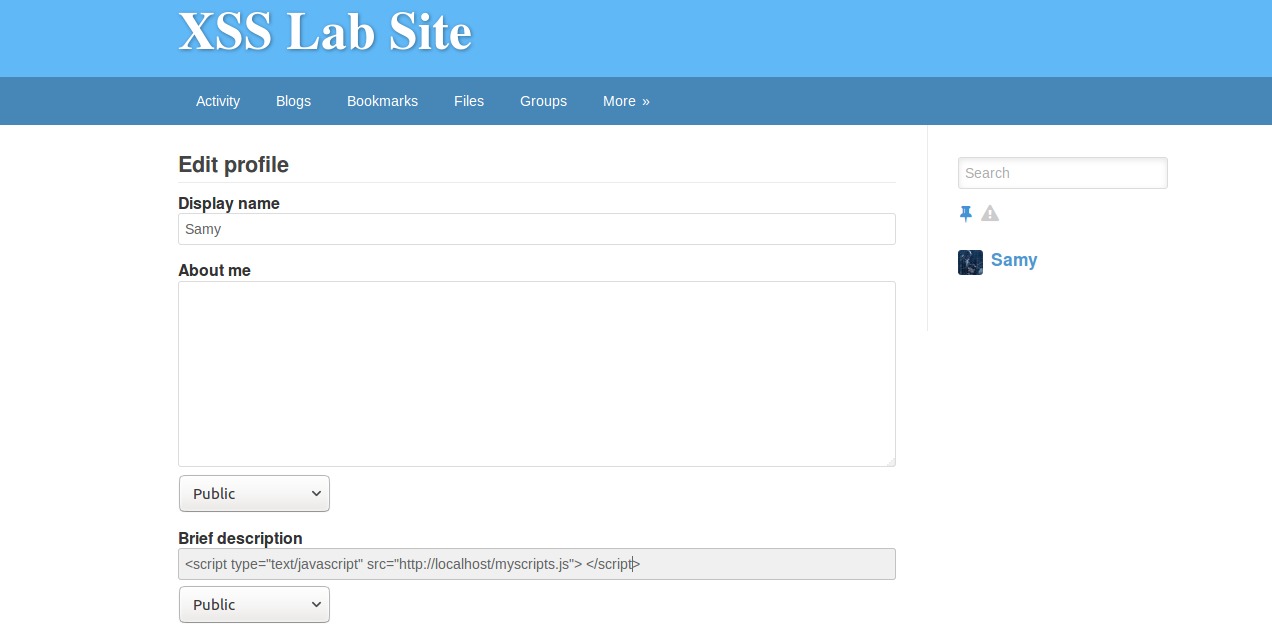 XSS Lab Site
Activity Blogs Bookmarks Files Groups More »
Edit profile
Search
Display name
Samy
Samy
About me
Public
Brief description
<script type="text/javascript" src="http://localhost/myscripts.js"> </script>
Public